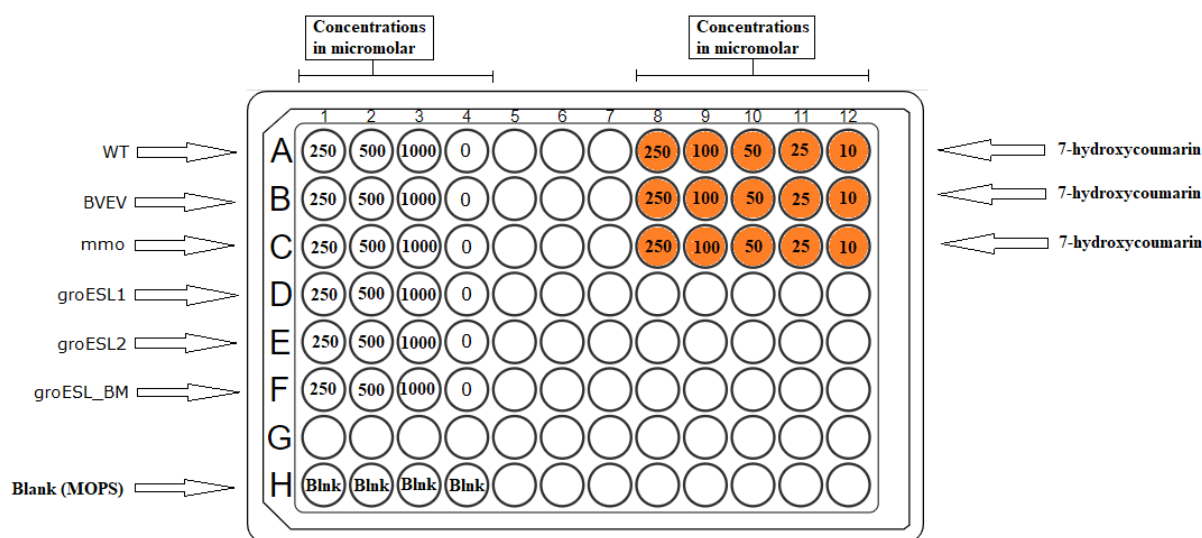 Concentrations
in micromolar
Concentrations
in micromolar
1 2 3 4 5 6 7 8 9 10 11 12
WT A 250 500 1000 0 250 100 50 25 10 7-hydroxycoumarin
BVEV B 250 500 1000 0 250 100 50 25 10 7-hydroxycoumarin
mmo C 250 500 1000 0 250 100 50 25 10 7-hydroxycoumarin
groESL1 D 250 500 1000 0
groESL2 E 250 500 1000 0
groESL_BM F 250 500 1000 0
G
Blank (MOPS) H Blnk Blnk Blnk Blnk